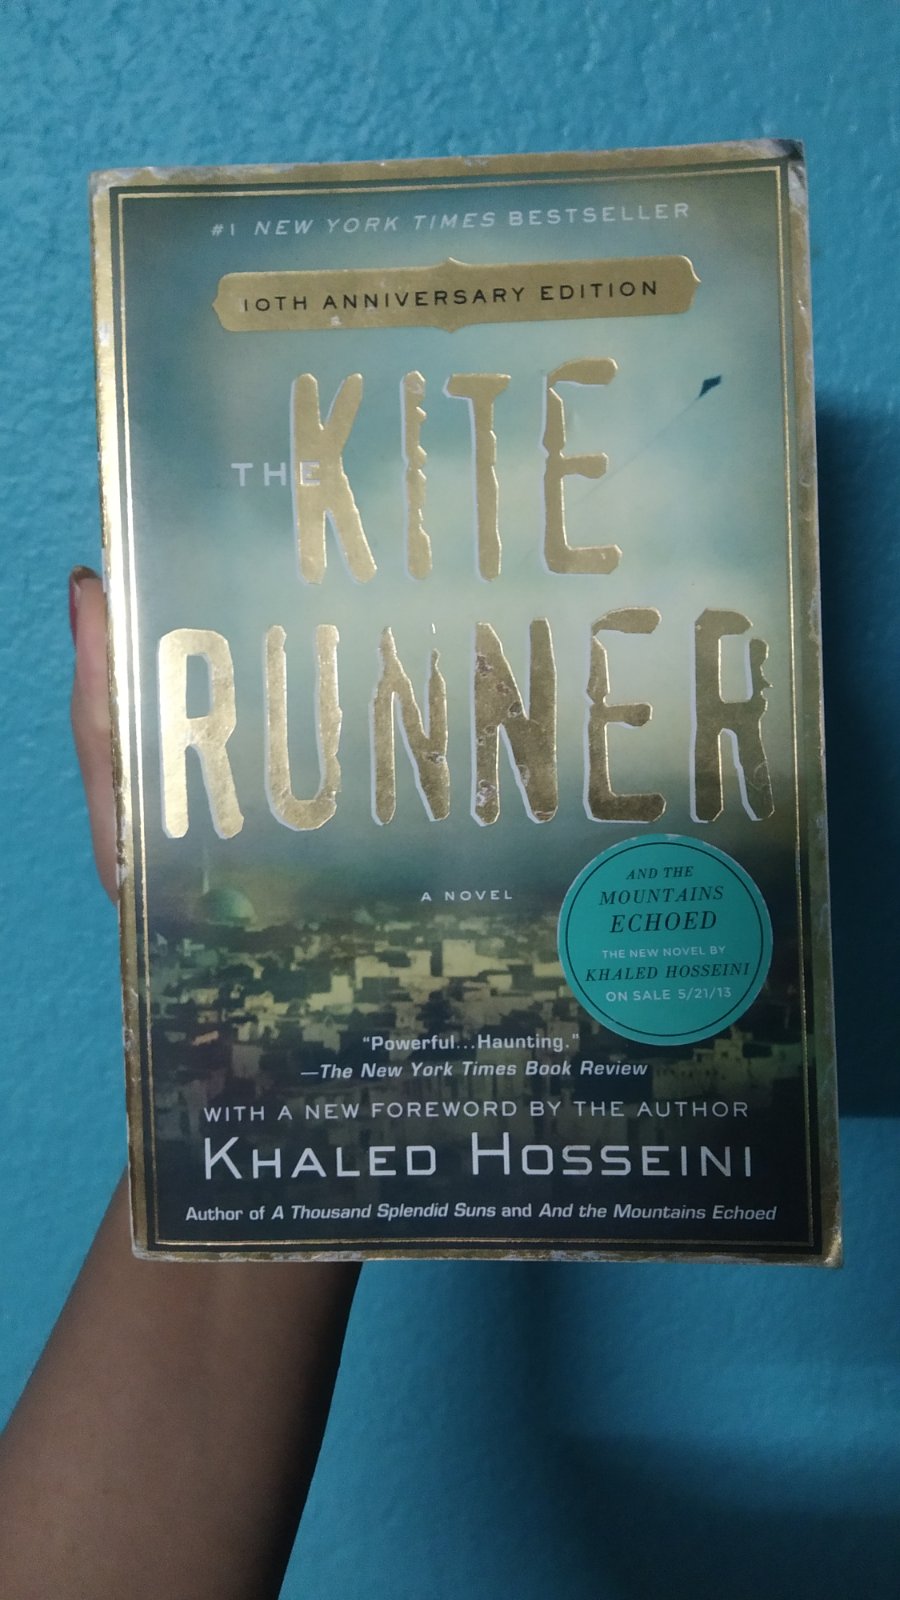 #1 NEW YORK TIMES BESTSELLER
10TH ANNIVERSARY EDITION
THE KITE
RUNNER
A NOVEL
AND THE
MOUNTAINS
ECHOED
THE NEW NOVEL BY
KHALED HOSSEINI
ON SALE 5/21/13
“Powerful...Haunting.”
—The New York Times Book Review
WITH A NEW FOREWORD BY THE AUTHOR
KHALED HOSSEINI
Author of A Thousand Splendid Suns and And the Mountains Echoed